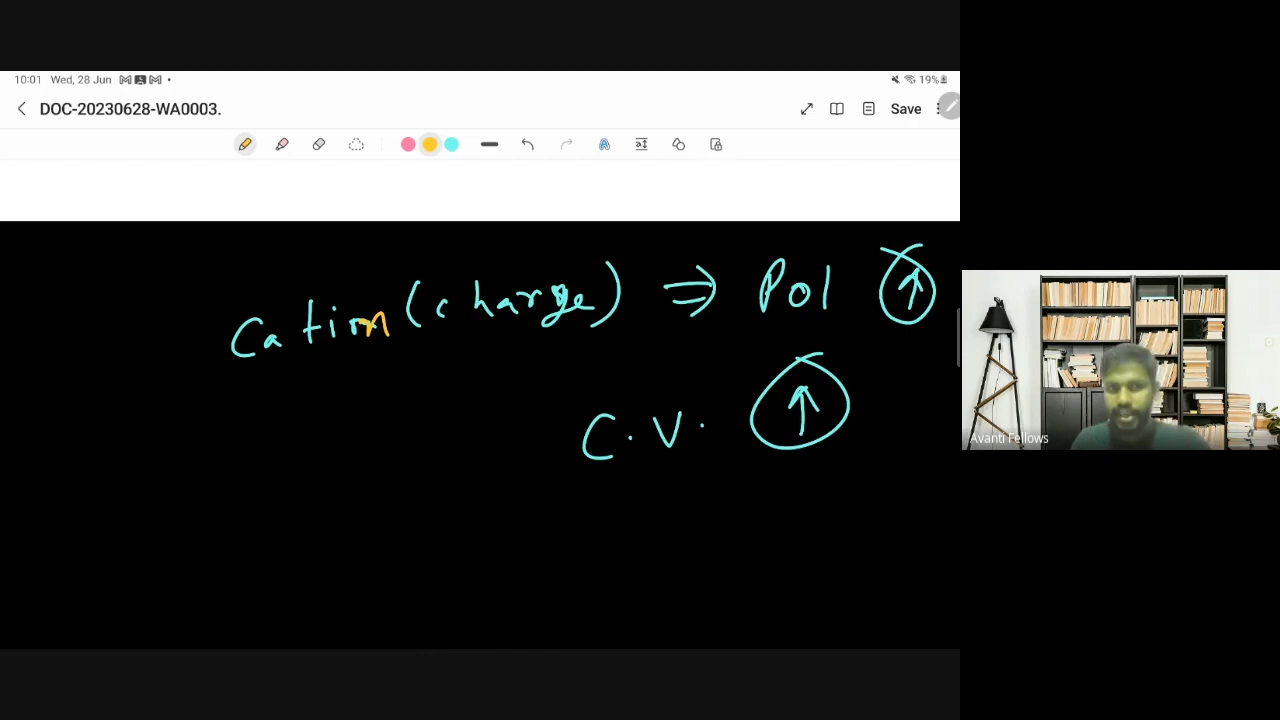 10:01 Wed, 28 Jun
19%
DOC-20230628-WA0003.
Save
Cation (charge) ⇒ Pol ↑
C.V. ↑
Avanti Fellows